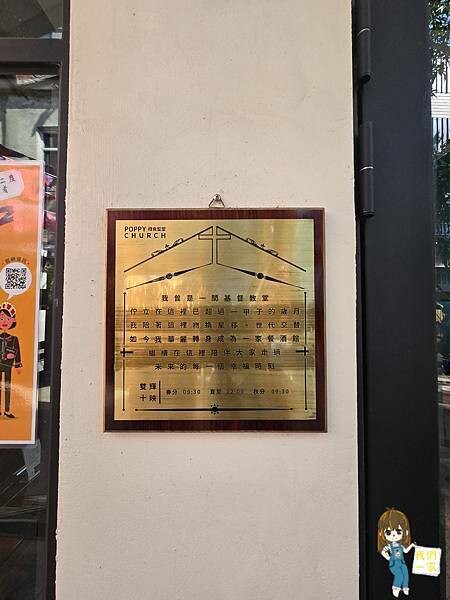 POPPY 尋食聖堂
CHURCH
我曾是一間基督教堂
佇立在這裡已超過一甲子的歲月
我陪著這裡物換星移、世代交替
如今我華麗轉身成為一家餐酒館
繼續在這裡陪伴大家走過
未來的每一個幸福時刻
雙輝
十映
春分 09:30 夏至 12:00 秋分 09:30
我們
一家